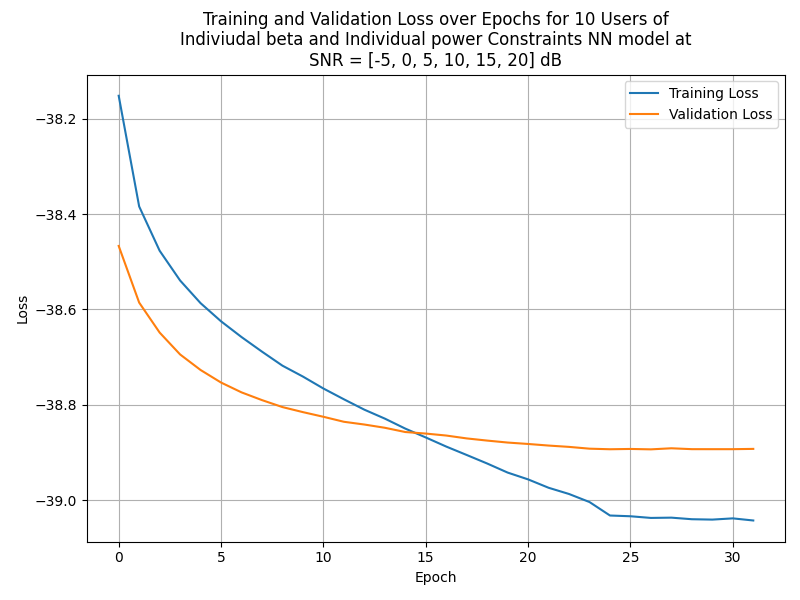 Training and Validation Loss over Epochs for 10 Users of
Indiviudal beta and Individual power Constraints NN model at
SNR = [-5, 0, 5, 10, 15, 20] dB
Training Loss
Validation Loss
−38.2
−38.4
−38.6
−38.8
−39.0
Loss
0 5 10 15 20 25 30
Epoch